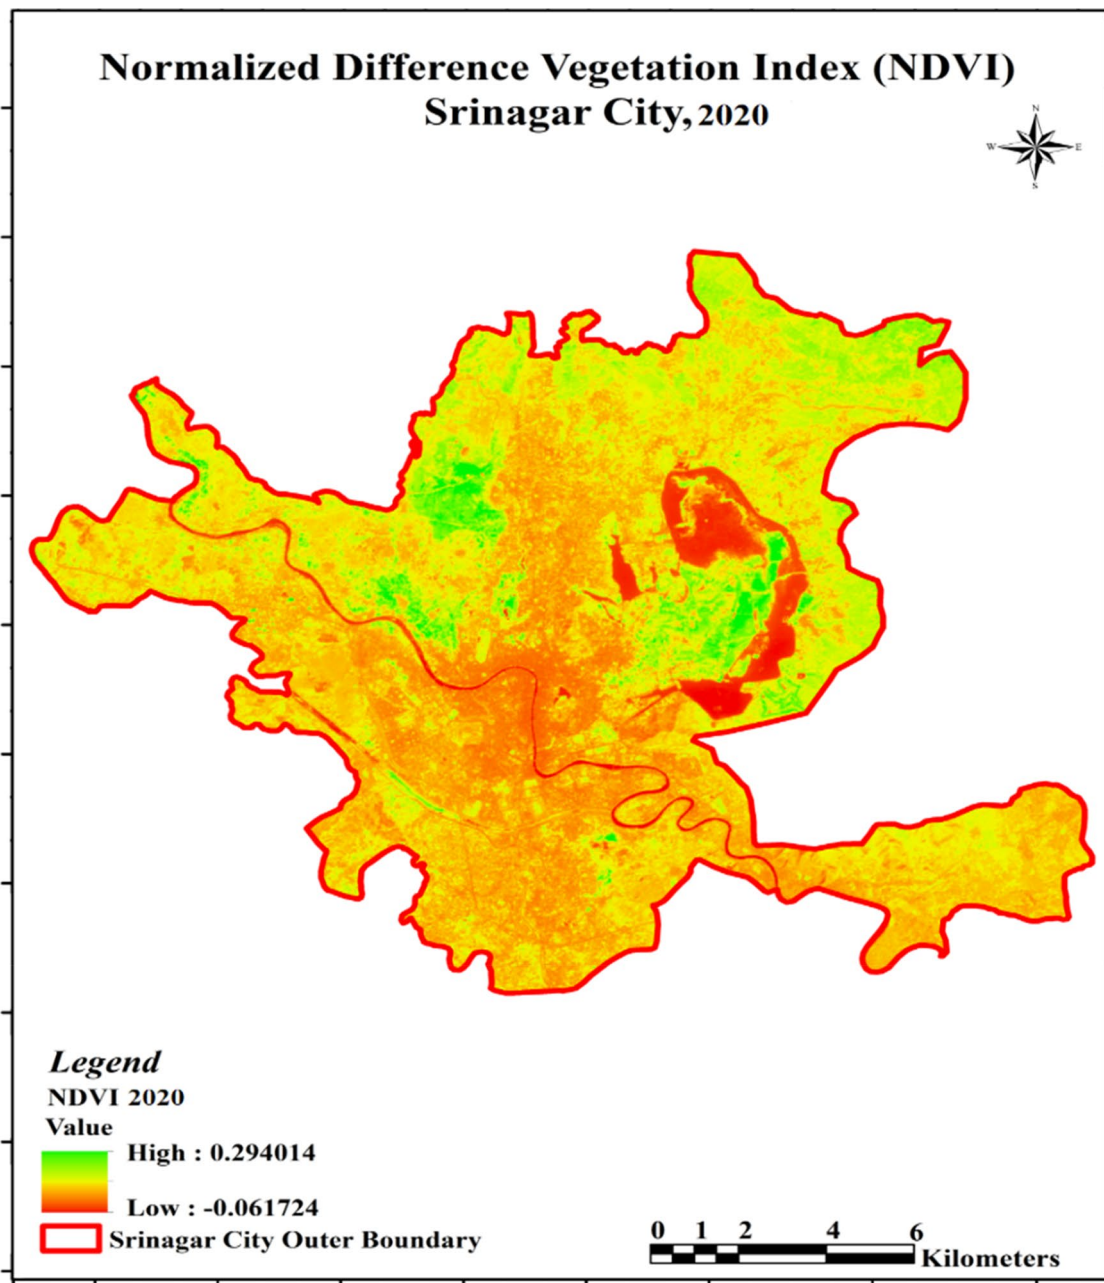 Normalized Difference Vegetation Index (NDVI)
Srinagar City, 2020
N
W E
S
Legend
NDVI 2020
Value
High : 0.294014
Low : -0.061724
Srinagar City Outer Boundary
0 1 2 4 6
Kilometers